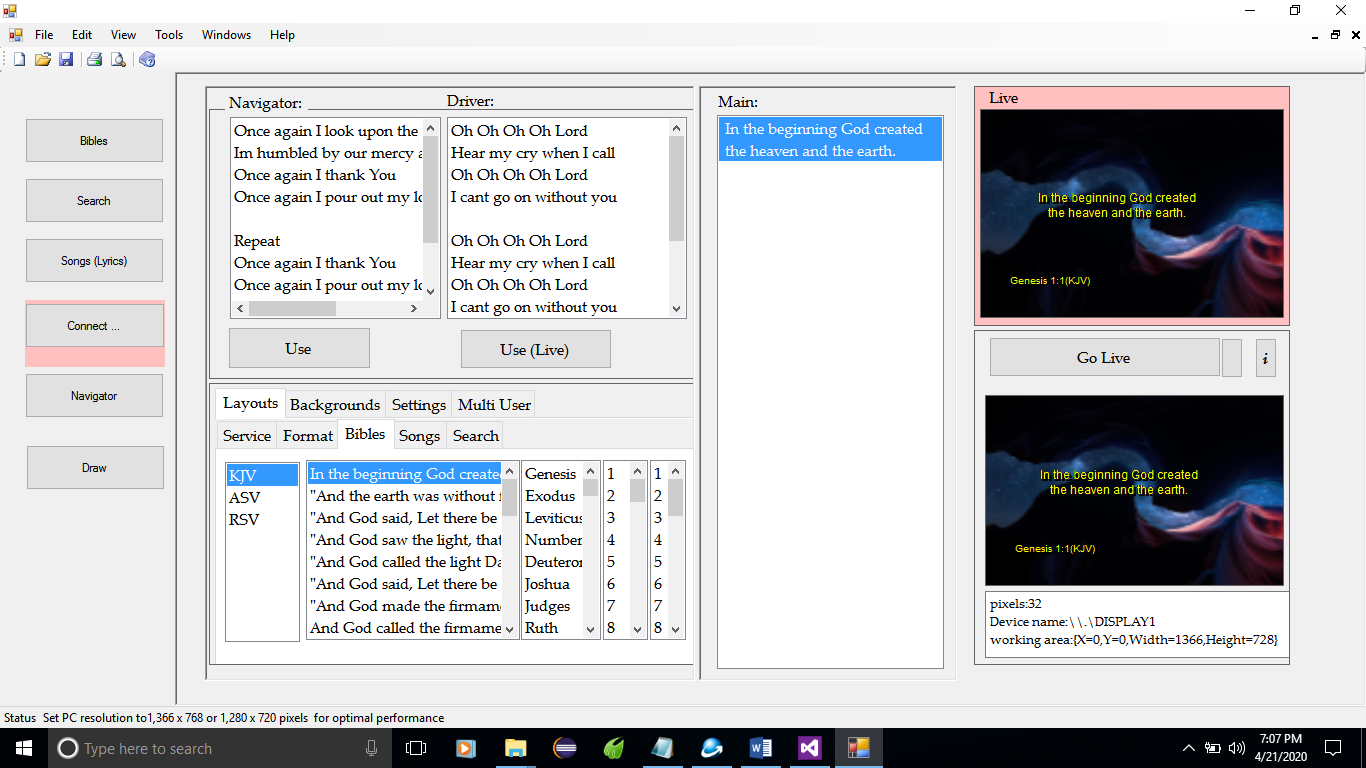 File Edit View Tools Windows Help
Bibles
Search
Songs (Lyrics)
Connect ...
Navigator
Draw
Navigator:
Once again I look upon the
Im humbled by our mercy
Once again I thank You
Once again I pour out my
Repeat
Once again I thank You
Once again I pour out my
Use
Driver:
Oh Oh Oh Oh Lord
Hear my cry when I call
Oh Oh Oh Oh Lord
I cant go on without you
Oh Oh Oh Oh Lord
Hear my cry when I call
Oh Oh Oh Oh Lord
I cant go on without you
Use (Live)
Layouts Backgrounds Settings Multi User
Service Format Bibles Songs Search
KJV
ASV
RSV
In the beginning God create
"And the earth was without
"And God said, Let there be
"And God saw the light, that
"And God called the light Da
"And God said, Let there be
"And God made the firmame
And God called the firmame
Genesis
Exodus
Leviticus
Number
Deuteror
Joshua
Judges
Ruth
1
2
3
4
5
6
7
8
1
2
3
4
5
6
7
8
Main:
In the beginning God created
the heaven and the earth.
Live
In the beginning God created
the heaven and the earth.
Genesis 1:1(KJV)
Go Live i
In the beginning God created
the heaven and the earth.
Genesis 1:1(KJV)
pixels:32
Device name:\\.\DISPLAY1
working area:{X=0,Y=0,Width=1366,Height=728}
Status Set PC resolution to1,366 x 768 or 1,280 x 720 pixels for optimal performance
Type here to search
7:07 PM
4/21/2020